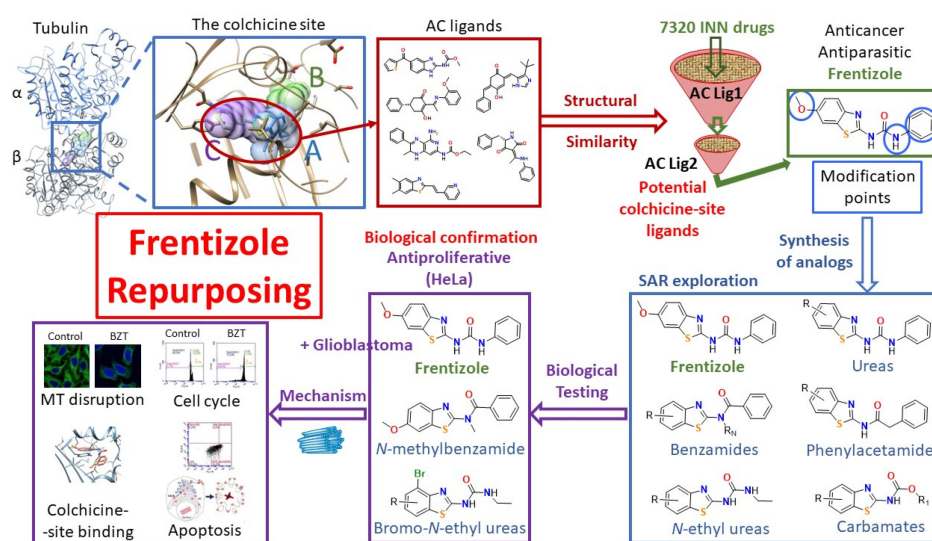 Tubulin
α
β
The colchicine site
B
C
A
AC ligands
Structural
Similarity
7320 INN drugs
AC Lig1
AC Lig2
Potential
colchicine-site
ligands
Anticancer
Antiparasitic
Frentizole
Modification
points
Synthesis
of analogs
Frentizole
Repurposing
Biological confirmation
Antiproliferative
(HeLa)
Frentizole
N-methylbenzamide
Br
Bromo-N-ethyl ureas
SAR exploration
Frentizole
Ureas
Benzamides
Phenylacetamide
N-ethyl ureas
Carbamates
Biological
Testing
+ Glioblastoma
Mechanism
Control
BZT
Control
BZT
MT disruption
Cell cycle
Colchicine-
-site binding
Apoptosis